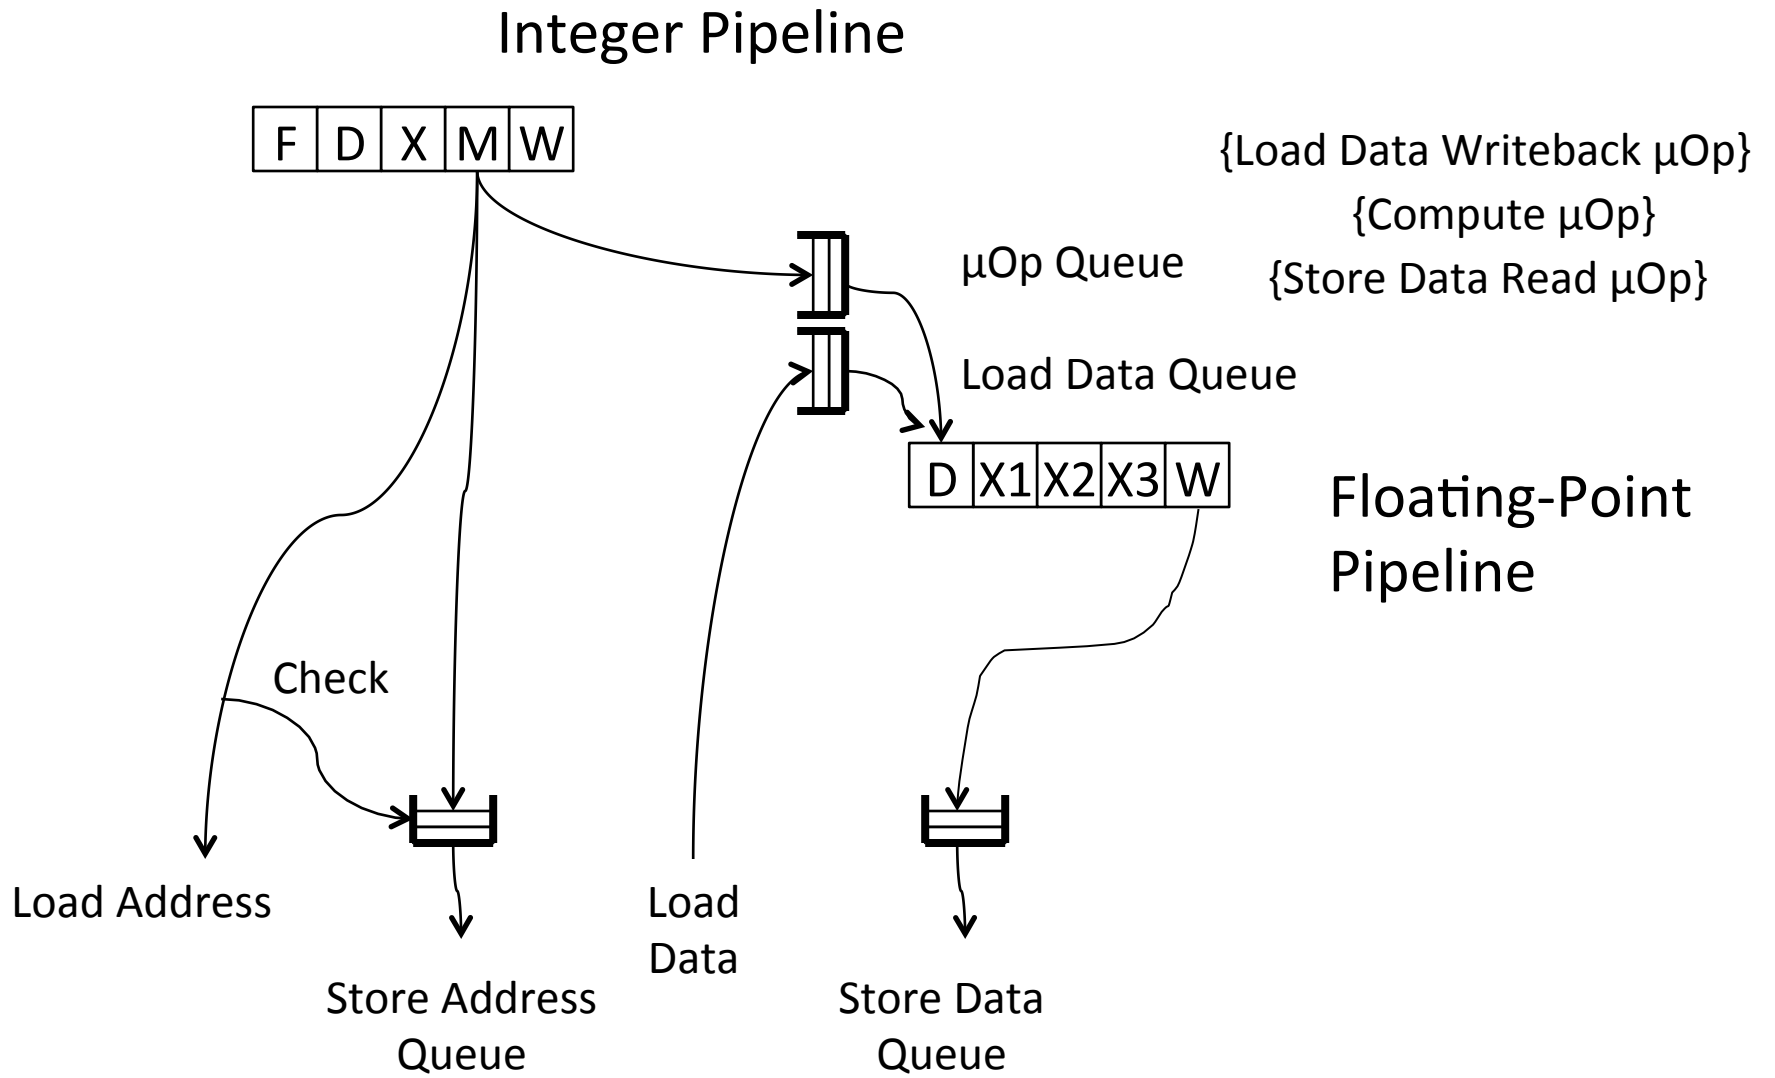 Integer Pipeline
F D X M W
{Load Data Writeback μOp}
{Compute μOp}
μOp Queue
{Store Data Read μOp}
Load Data Queue
D X1 X2 X3 W
Floating-Point
Pipeline
Check
Load Address
Load
Data
Store Address
Queue
Store Data
Queue